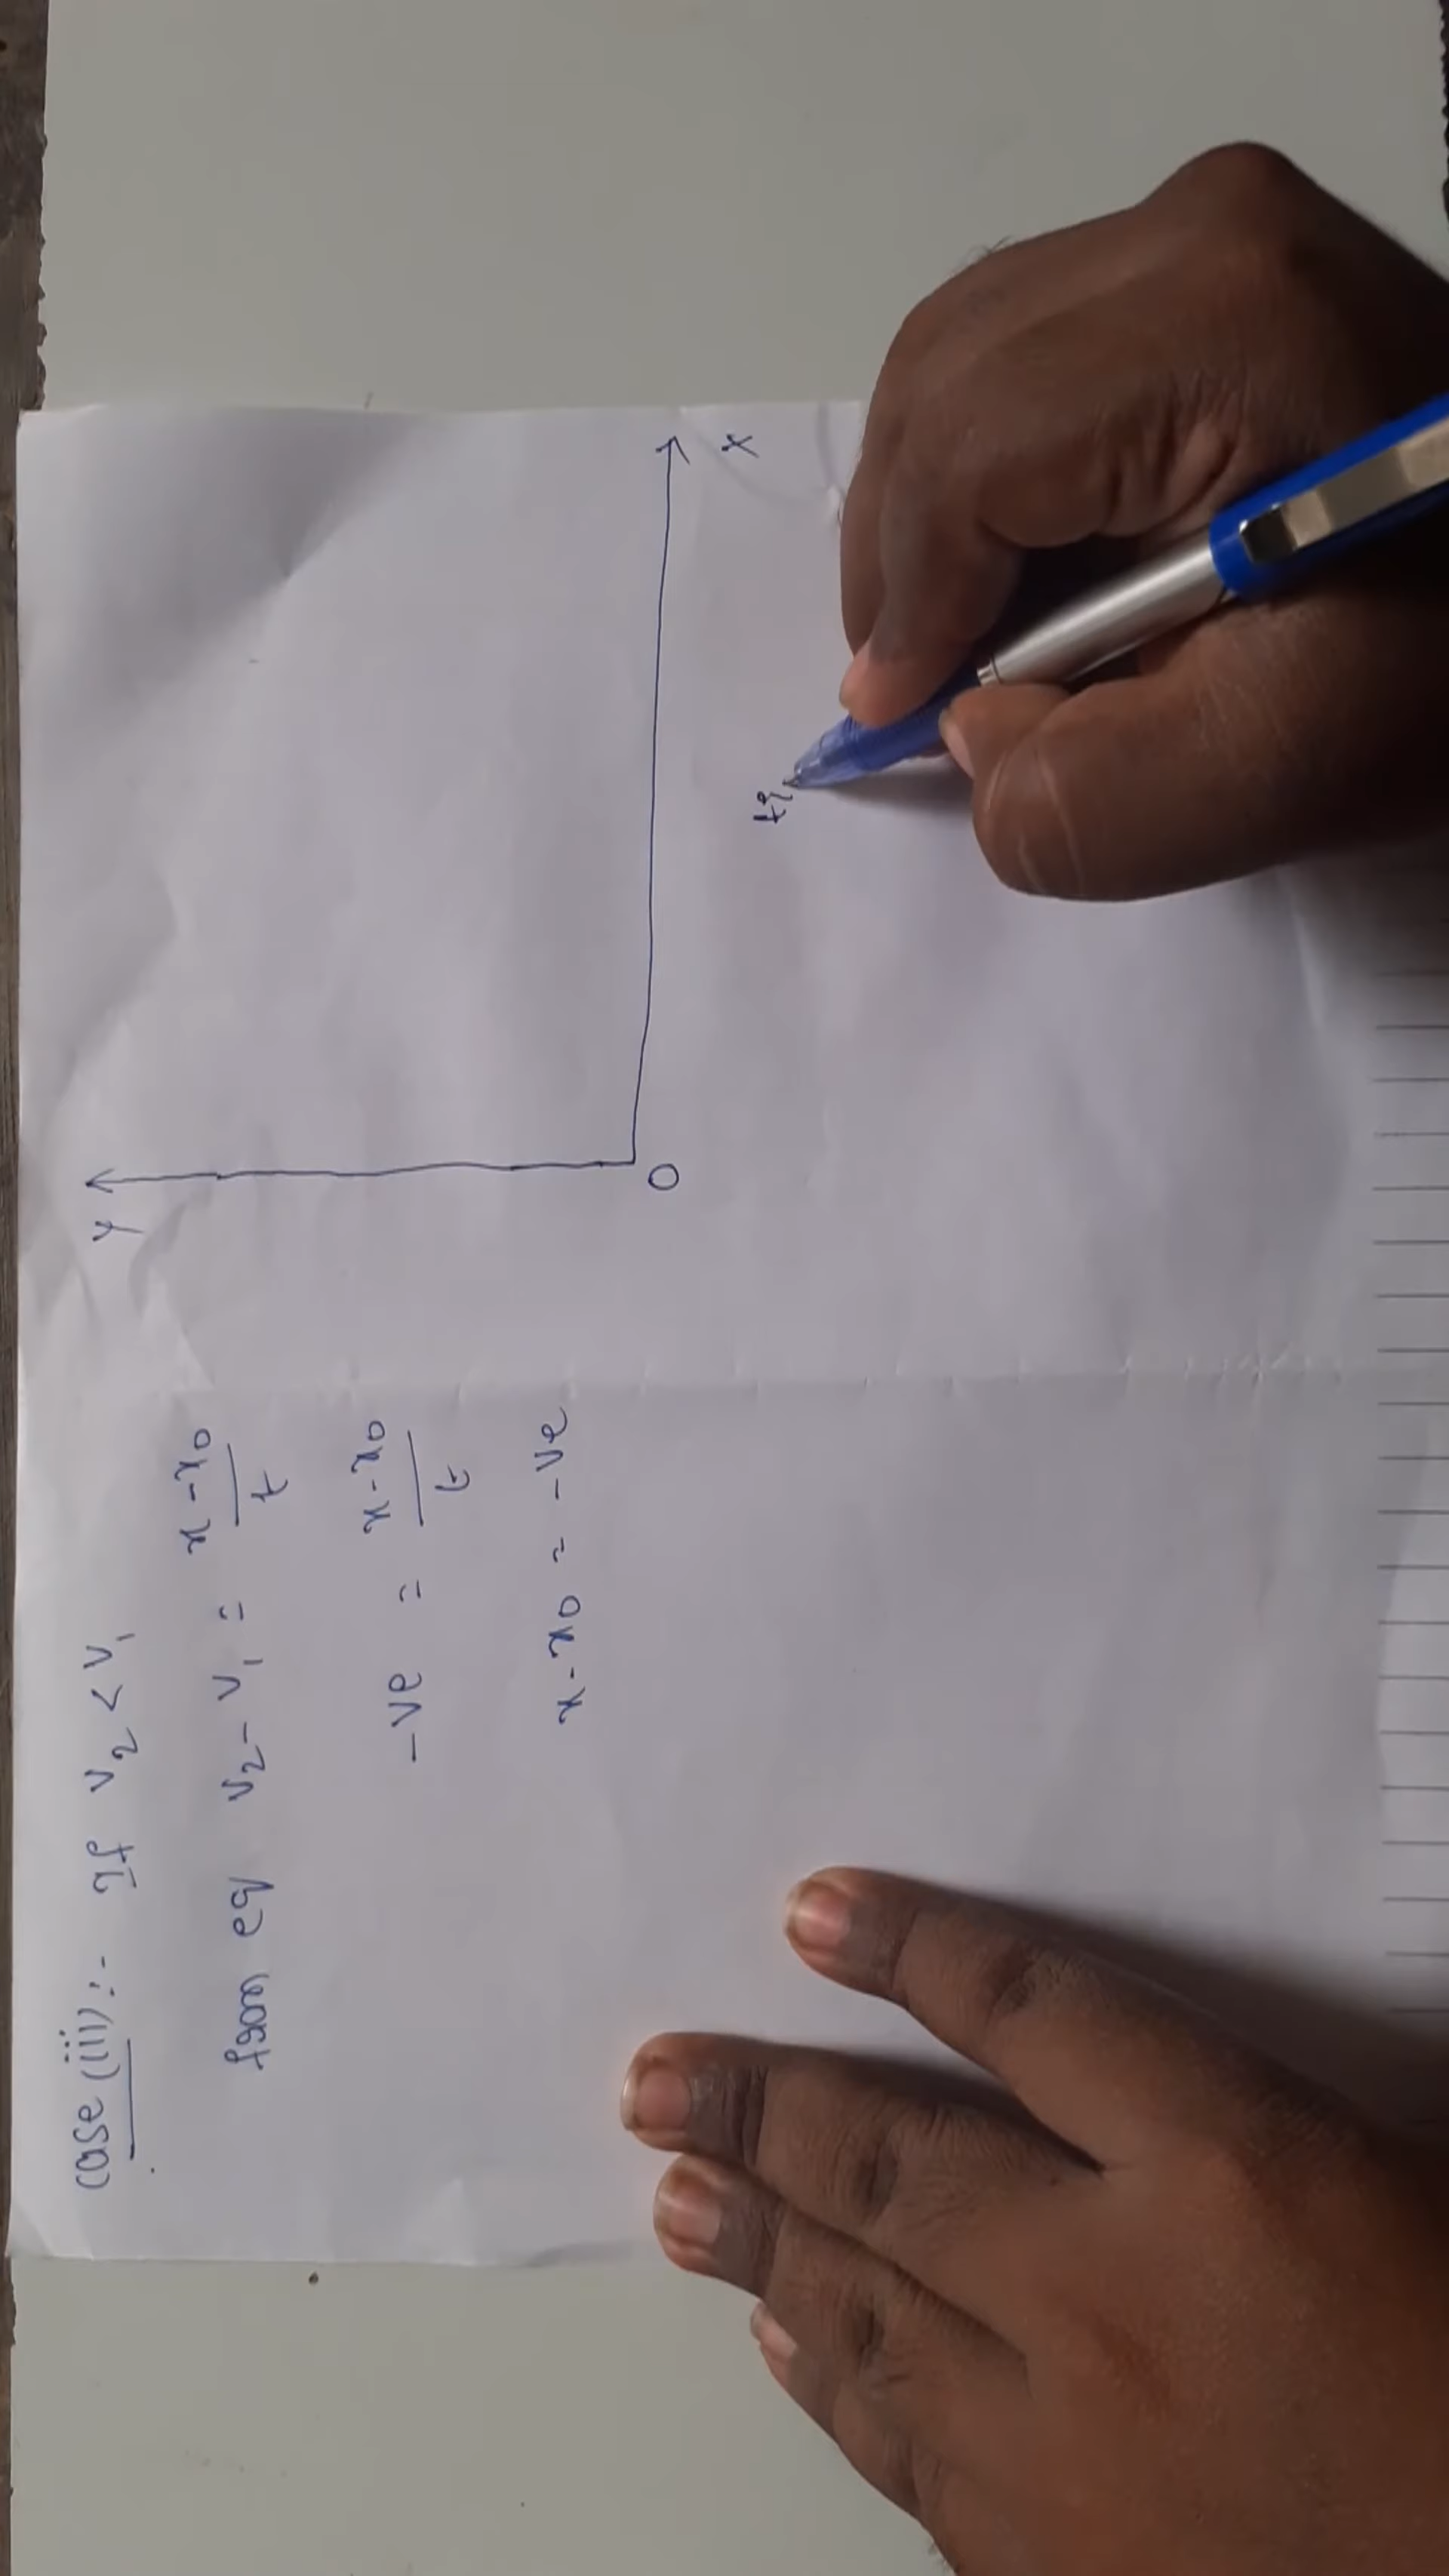 case (iii):- If v₂ < v₁
from eq v₂ - v₁ = x - x₀ / t
-ve = x - x₀ / t
x - x₀ = -ve
Y
O
X